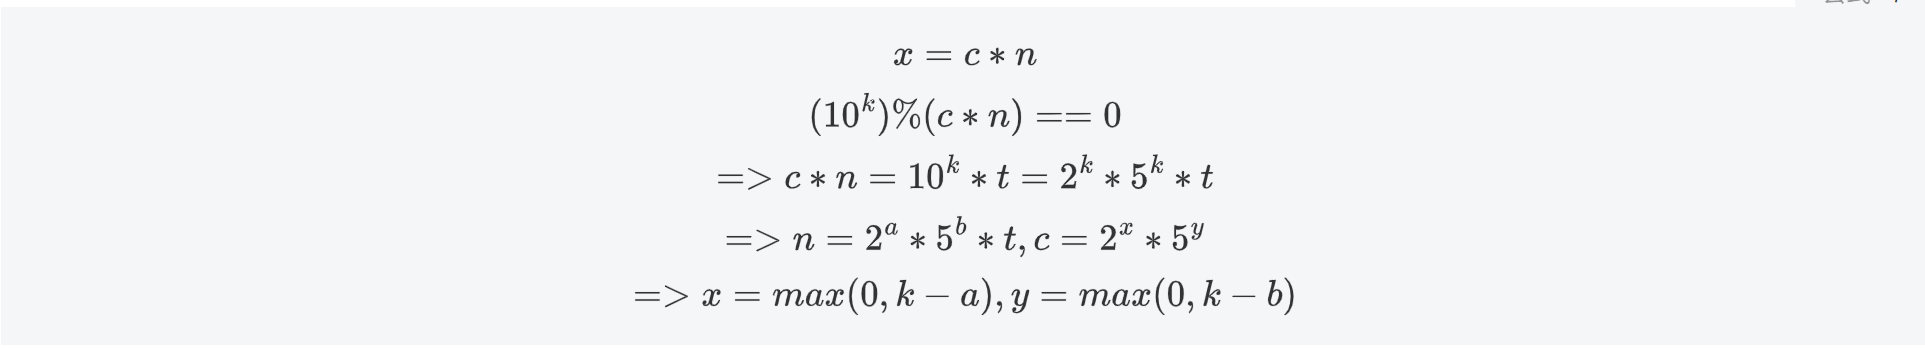 x = c * n
(10^k)%(c * n) == 0
=> c * n = 10^k * t = 2^k * 5^k * t
=> n = 2^a * 5^b * t, c = 2^x * 5^y
=> x = max(0, k − a), y = max(0, k − b)